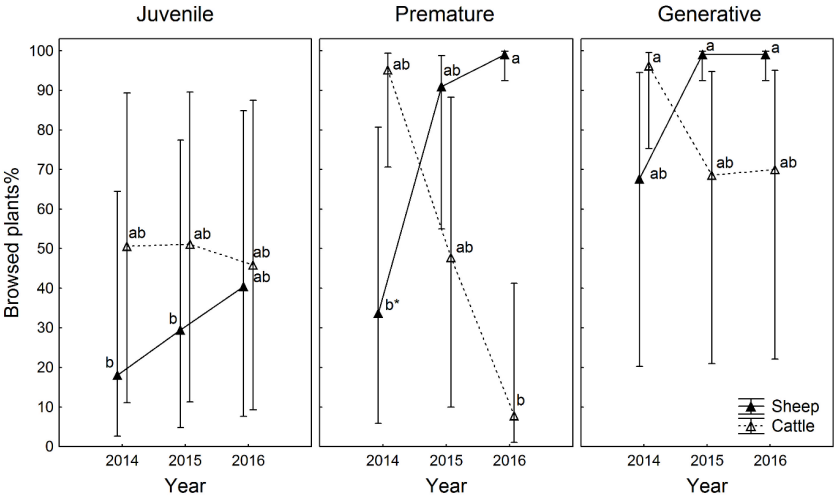 Juvenile Premature Generative
Browsed plants%
100
90
80
70
60
50
40
30
20
10
0
b ab b ab ab ab
b* ab ab ab a b
ab a a ab a ab
Sheep
Cattle
2014 2015 2016 2014 2015 2016 2014 2015 2016
Year Year Year